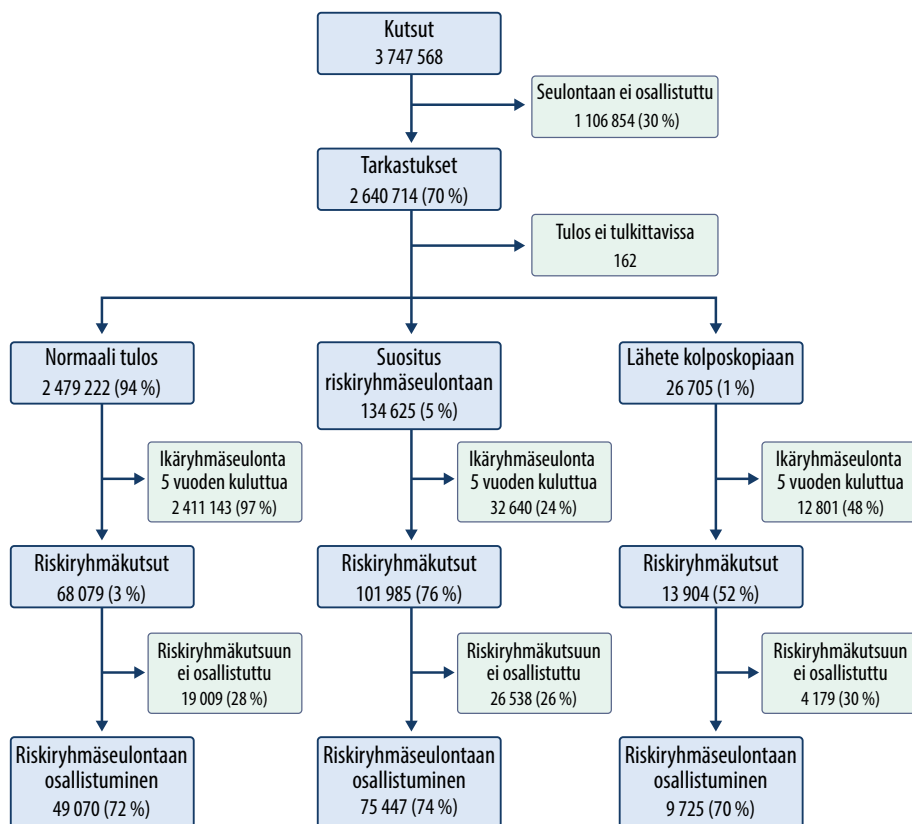 Kutsut
3 747 568
Seulontaan ei osallistuttu
1 106 854 (30 %)
Tarkastukset
2 640 714 (70 %)
Tulos ei tulkittavissa
162
Normaali tulos
2 479 222 (94 %)
Suositus
riskiryhmäseulontaan
134 625 (5 %)
Lähete kolposkopiaan
26 705 (1 %)
Ikäryhmäseulonta
5 vuoden kuluttua
2 411 143 (97 %)
Ikäryhmäseulonta
5 vuoden kuluttua
32 640 (24 %)
Ikäryhmäseulonta
5 vuoden kuluttua
12 801 (48 %)
Riskiryhmäkutsut
68 079 (3 %)
Riskiryhmäkutsut
101 985 (76 %)
Riskiryhmäkutsut
13 904 (52 %)
Riskiryhmäkutsuun
ei osallistuttu
19 009 (28 %)
Riskiryhmäkutsuun
ei osallistuttu
26 538 (26 %)
Riskiryhmäkutsuun
ei osallistuttu
4 179 (30 %)
Riskiryhmäseulontaan
osallistuminen
49 070 (72 %)
Riskiryhmäseulontaan
osallistuminen
75 447 (74 %)
Riskiryhmäseulontaan
osallistuminen
9 725 (70 %)